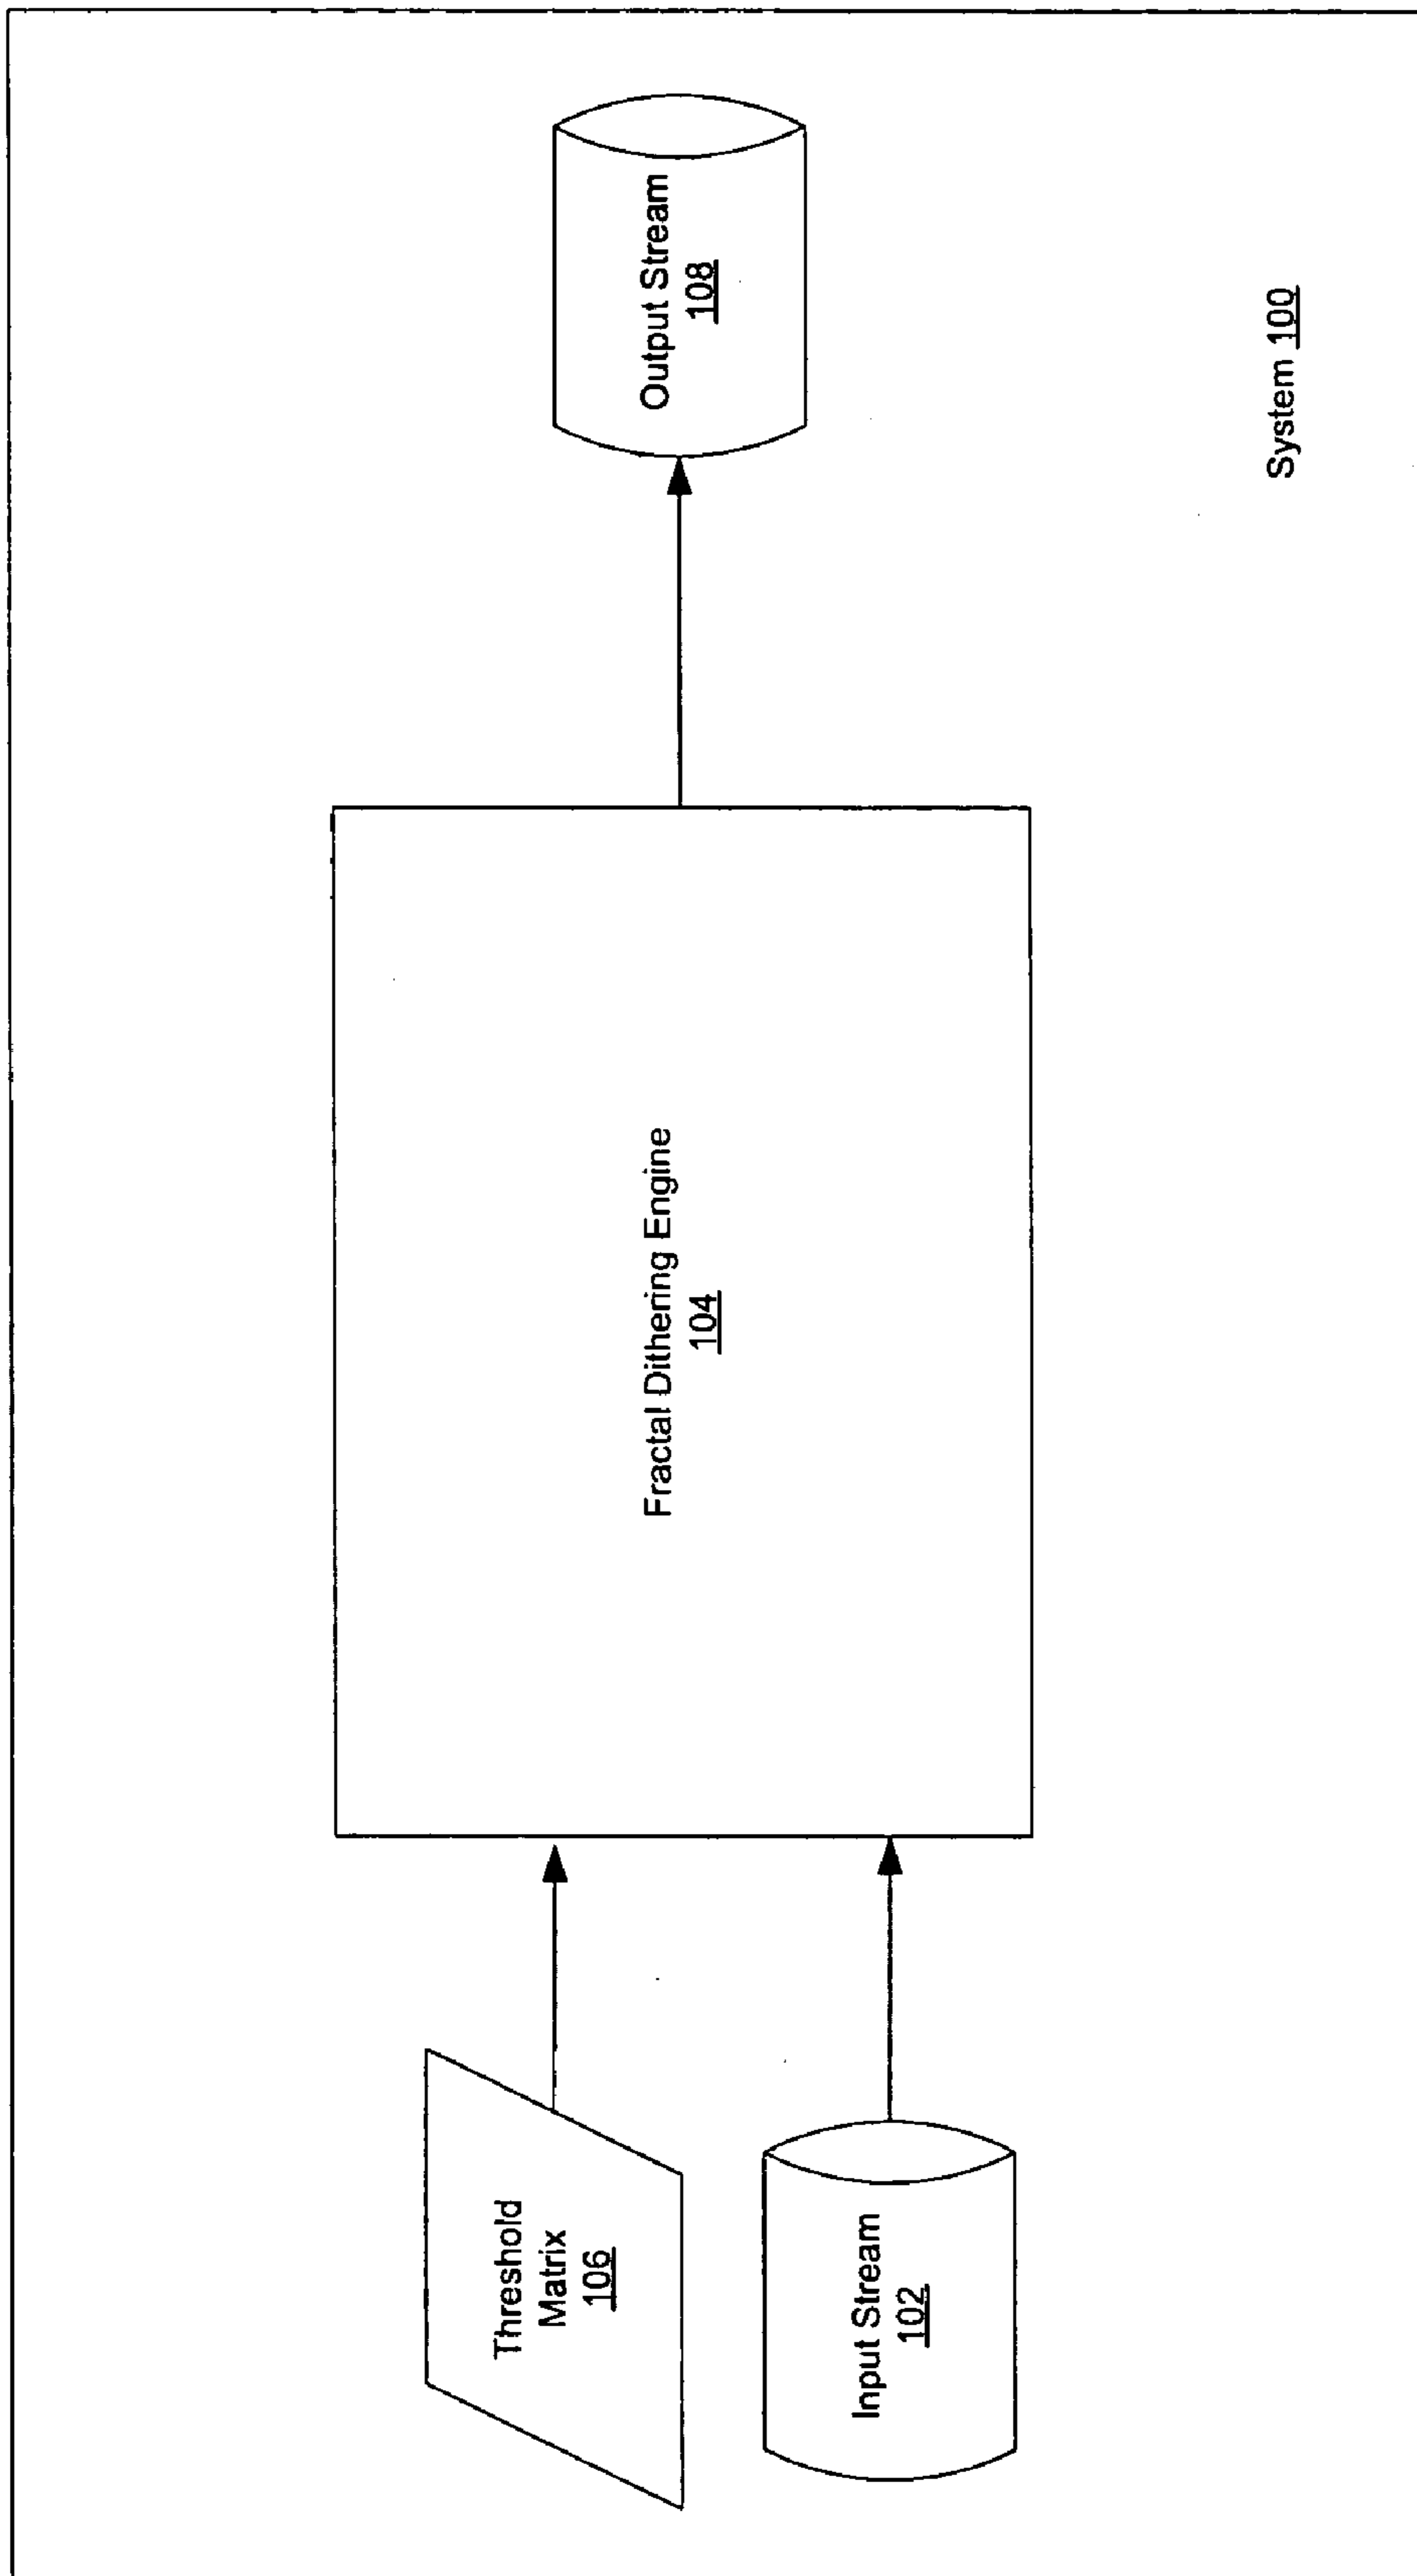 Threshold
Matrix
106
Input Stream
102
Fractal Dithering Engine
104
Output Stream
108
System 100